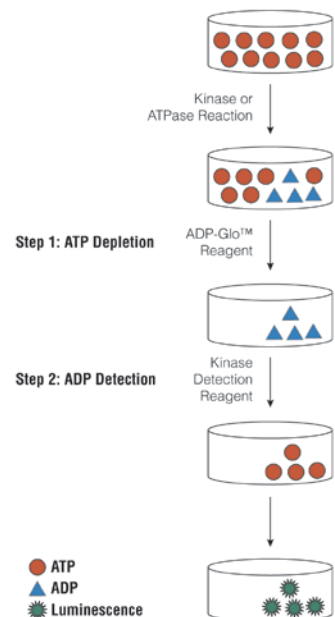 Kinase or
ATPase Reaction
Step 1: ATP Depletion
ADP-Glo™
Reagent
Step 2: ADP Detection
Kinase
Detection
Reagent
ATP
ADP
Luminescence